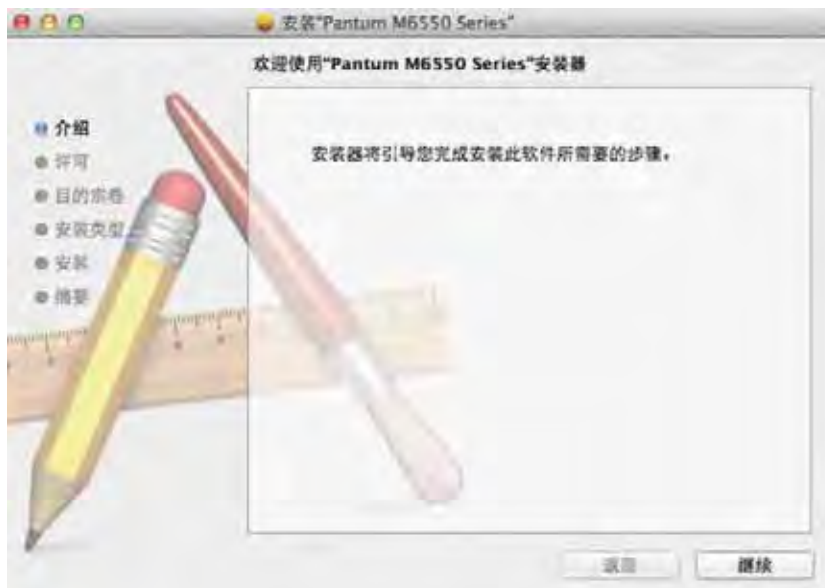 安装“Pantum M6550 Series”
欢迎使用“Pantum M6550 Series”安装器
介绍
许可
目的宗卷
安装类型
安装
摘要
安装器将引导您完成安装此软件所需要的步骤。
返回
继续